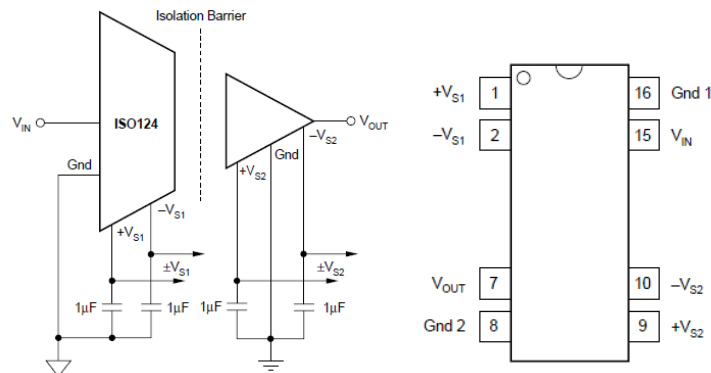 Isolation Barrier
V_IN
ISO124
Gnd
+V_S1
−V_S1
±V_S1
1µF
1µF
V_OUT
−V_S2
Gnd
+V_S2
±V_S2
1µF
1µF
+V_S1 1
16 Gnd 1
−V_S1 2
15 V_IN
V_OUT 7
10 −V_S2
Gnd 2 8
9 +V_S2